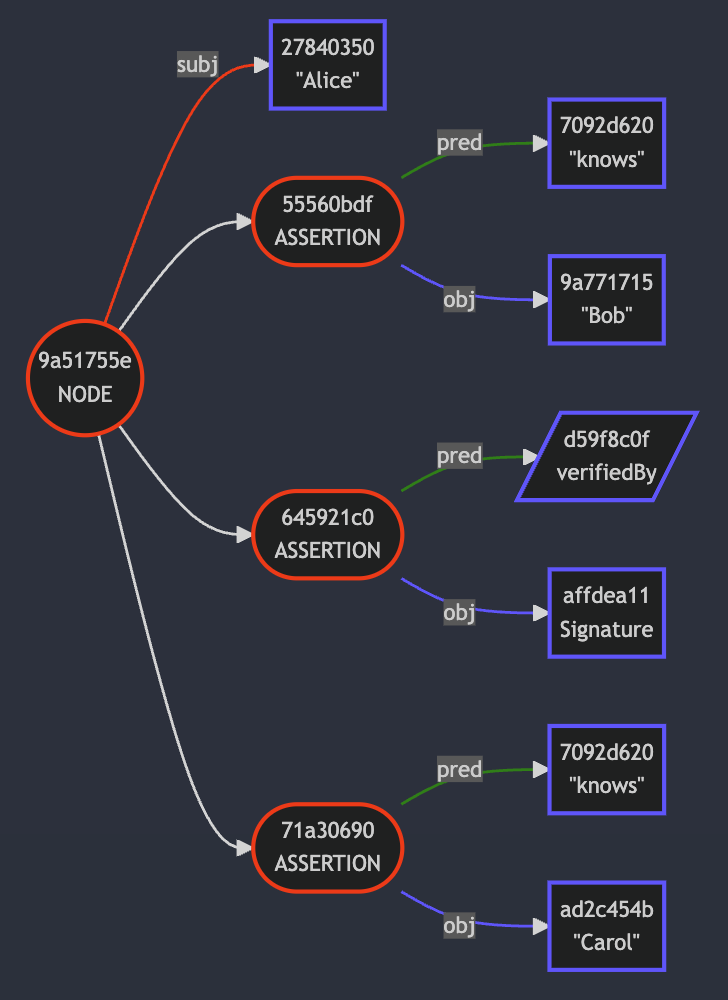 subj
27840350
"Alice"
pred
7092d620
"knows"
55560bdf
ASSERTION
obj
9a771715
"Bob"
9a51755e
NODE
pred
d59f8c0f
verifiedBy
645921c0
ASSERTION
obj
affdea11
Signature
pred
7092d620
"knows"
71a30690
ASSERTION
obj
ad2c454b
"Carol"